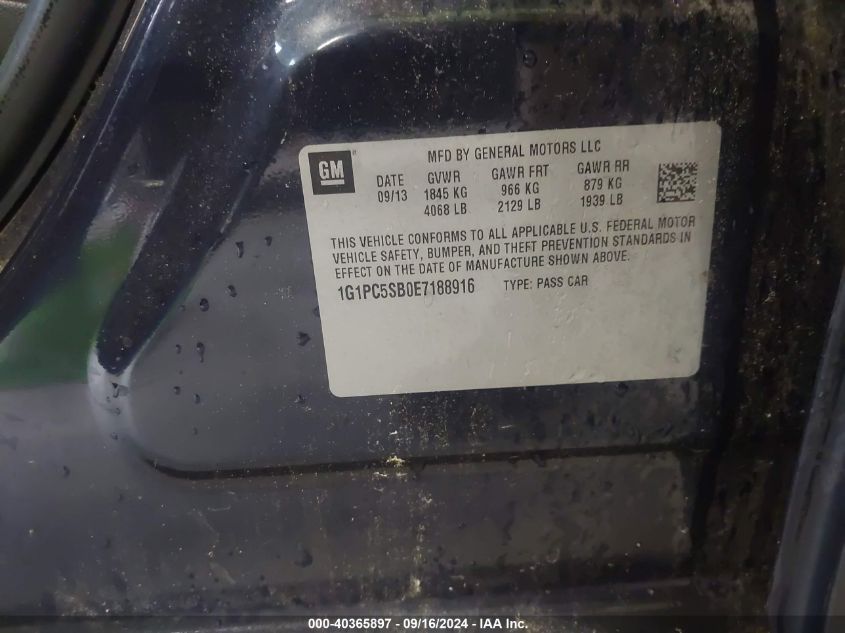 GM
MFD BY GENERAL MOTORS LLC
DATE GVWR GAWR FRT GAWR RR
09/13 1845 KG 966 KG 879 KG
4068 LB 2129 LB 1939 LB
THIS VEHICLE CONFORMS TO ALL APPLICABLE U.S. FEDERAL MOTOR
VEHICLE SAFETY, BUMPER, AND THEFT PREVENTION STANDARDS IN
EFFECT ON THE DATE OF MANUFACTURE SHOWN ABOVE.
1G1PC5SB0E7188916 TYPE: PASS CAR
000-40365897 - 09/16/2024 - IAA Inc.